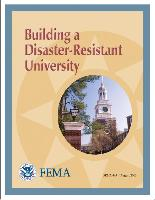 Building a
Disaster-Resistant
University
FEMA